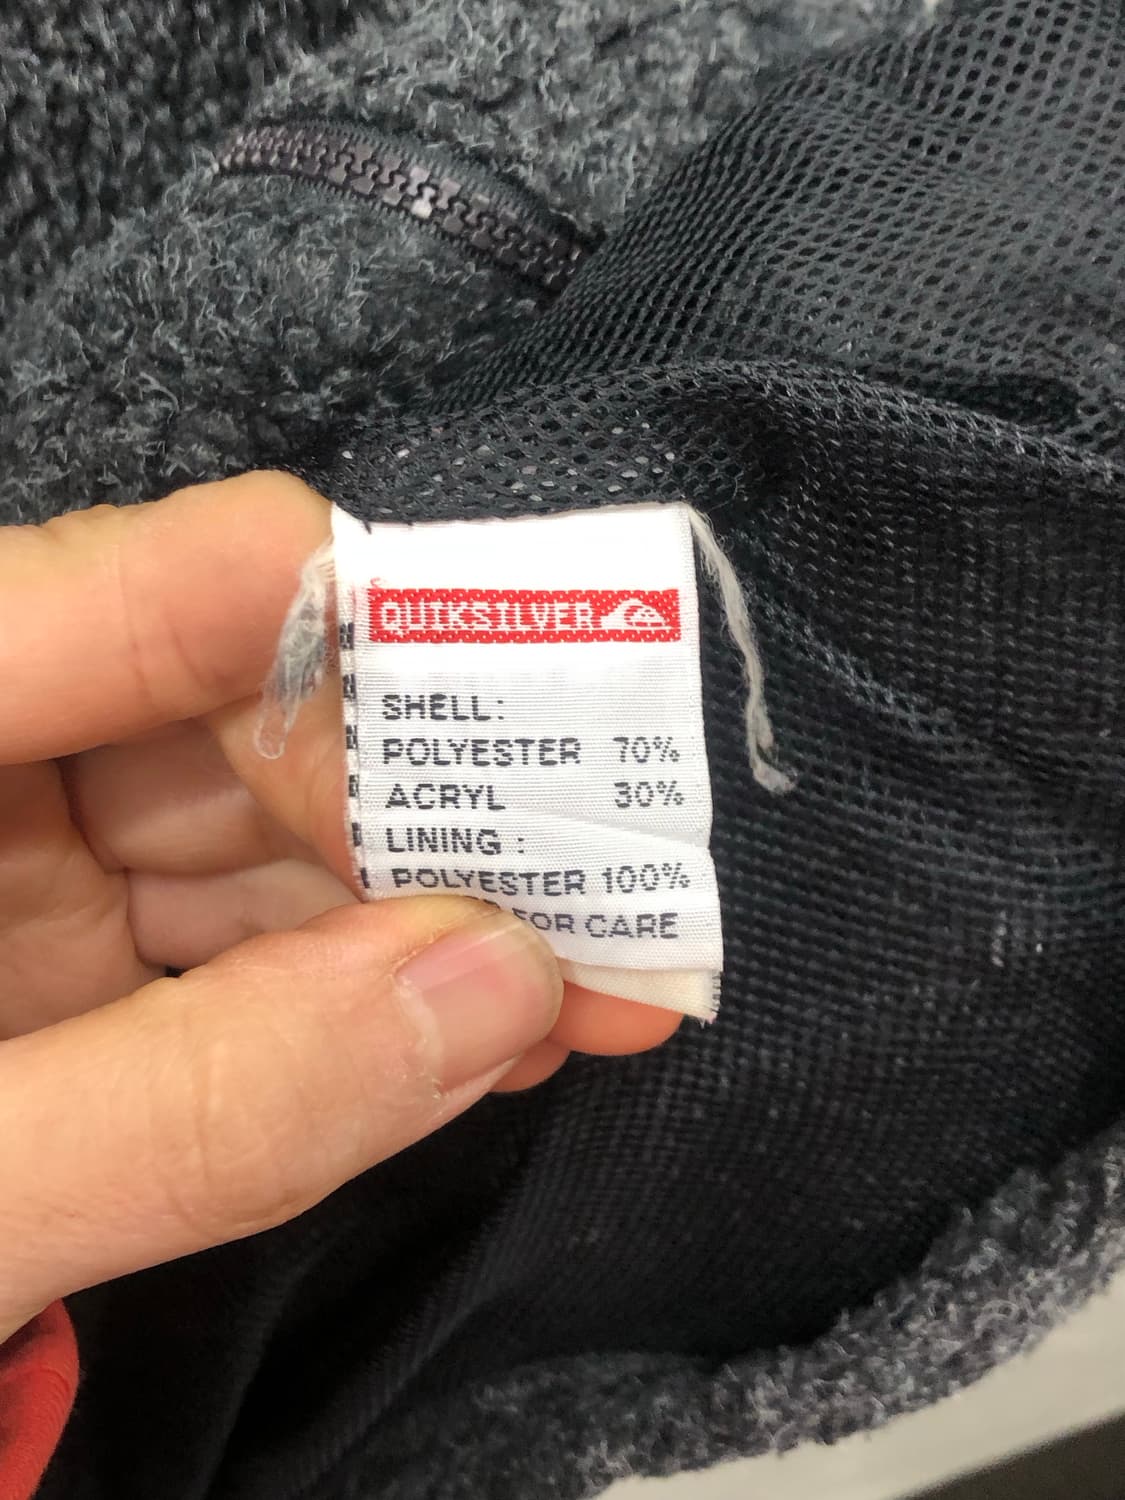 QUIKSILVER
SHELL:
POLYESTER 70%
ACRYL 30%
LINING :
POLYESTER 100%
FOR CARE